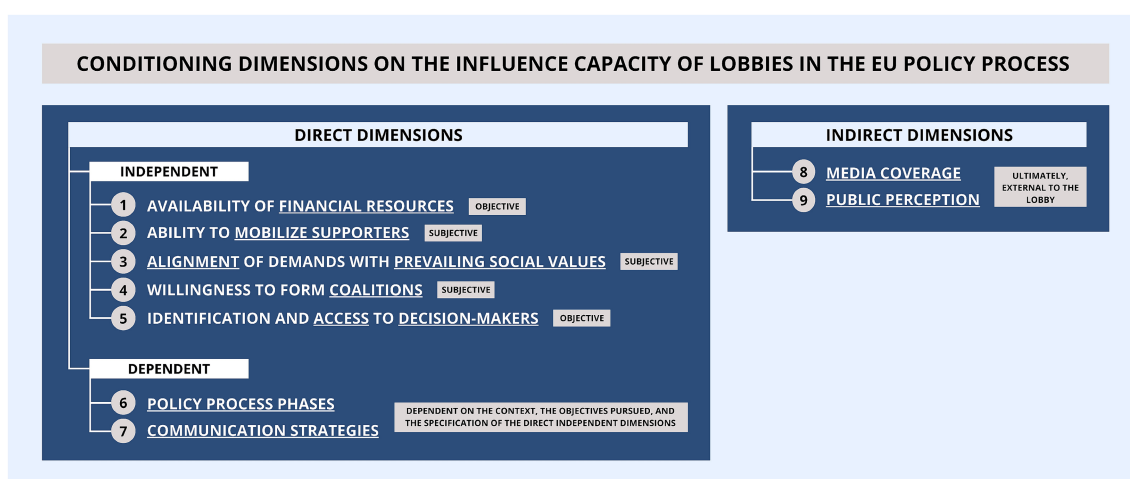 CONDITIONING DIMENSIONS ON THE INFLUENCE CAPACITY OF LOBBIES IN THE EU POLICY PROCESS
DIRECT DIMENSIONS
INDEPENDENT
1 AVAILABILITY OF FINANCIAL RESOURCES OBJECTIVE
2 ABILITY TO MOBILIZE SUPPORTERS SUBJECTIVE
3 ALIGNMENT OF DEMANDS WITH PREVAILING SOCIAL VALUES SUBJECTIVE
4 WILLINGNESS TO FORM COALITIONS SUBJECTIVE
5 IDENTIFICATION AND ACCESS TO DECISION-MAKERS OBJECTIVE
DEPENDENT
6 POLICY PROCESS PHASES
7 COMMUNICATION STRATEGIES
DEPENDENT ON THE CONTEXT, THE OBJECTIVES PURSUED, AND
THE SPECIFICATION OF THE DIRECT INDEPENDENT DIMENSIONS
INDIRECT DIMENSIONS
8 MEDIA COVERAGE
9 PUBLIC PERCEPTION
ULTIMATELY,
EXTERNAL TO THE
LOBBY